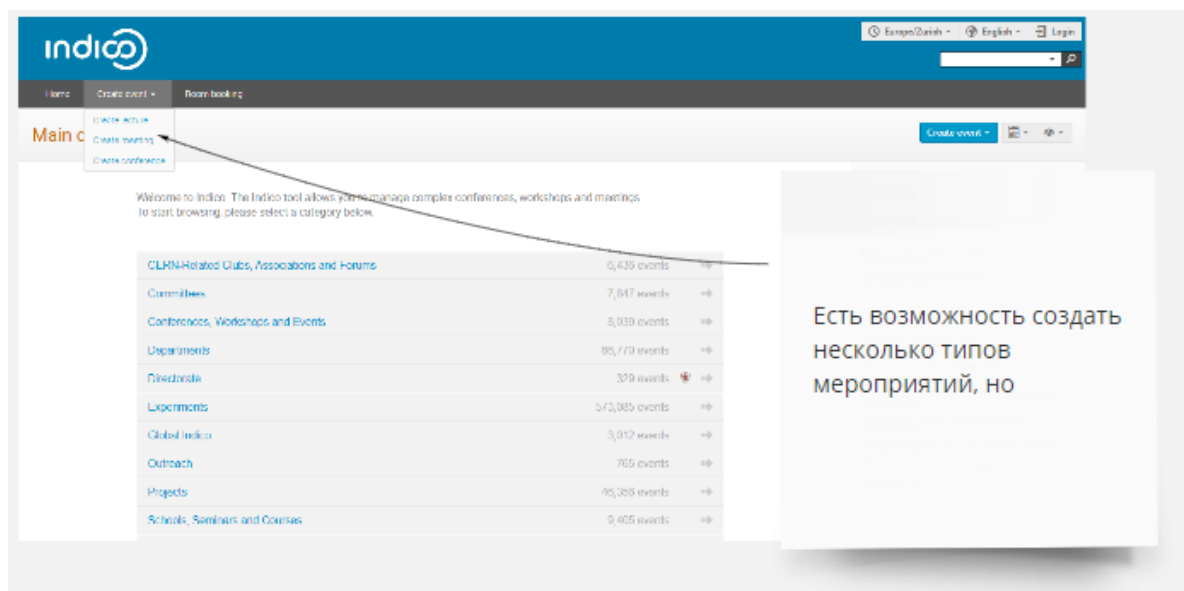 indico
Europe/Zurich
English
Login
Home
Create event
Room booking
Create lecture
Create meeting
Create conference
Main
Create event
Welcome to Indico. The Indico tool allows you to manage complex conferences, workshops and meetings
To start browsing, please select a category below.
CERN-Related Clubs, Associations and Forums
6,436 events
Committees
7,847 events
Conferences, Workshops and Events
8,039 events
Departments
86,770 events
Directorate
329 events
Experiments
573,085 events
Global Indico
3,012 events
Outreach
765 events
Projects
46,356 events
Schools, Seminars and Courses
9,405 events
Есть возможность создать
несколько типов
мероприятий, но